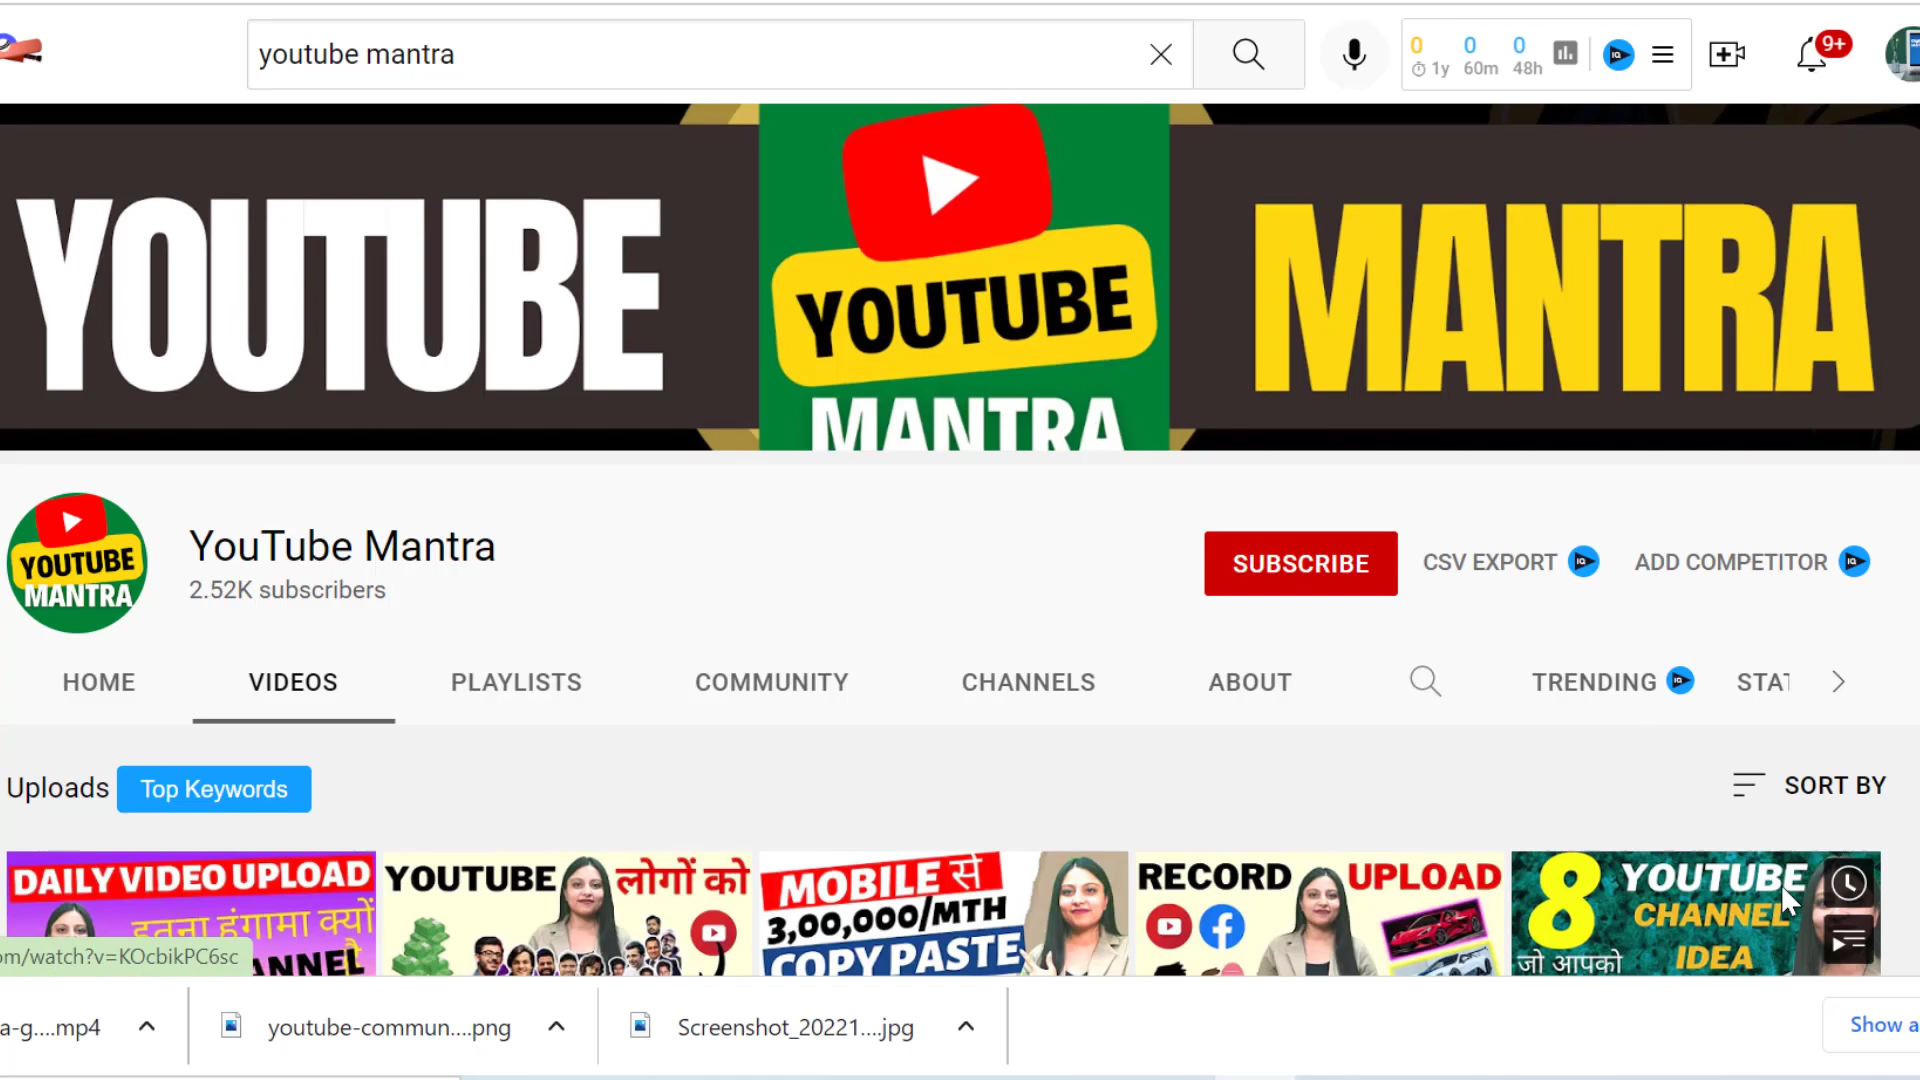 youtube mantra
0 0 0
1y 60m 48h
9+
YOUTUBE
YOUTUBE
MANTRA
MANTRA
YOUTUBE
MANTRA
YouTube Mantra
2.52K subscribers
SUBSCRIBE
CSV EXPORT
ADD COMPETITOR
HOME
VIDEOS
PLAYLISTS
COMMUNITY
CHANNELS
ABOUT
TRENDING
STAT
Uploads
Top Keywords
SORT BY
DAILY VIDEO UPLOAD
इतना हंगामा क्यों
है
ANNEL
YOUTUBE लोगों को
MOBILE से
3,00,000/MTH
COPY PASTE
RECORD UPLOAD
8 YOUTUBE
CHANNEL
IDEA
जो आपको
om/watch?v=KOcbikPC6sc
a-g....mp4
youtube-commun....png
Screenshot_20221....jpg
Show a